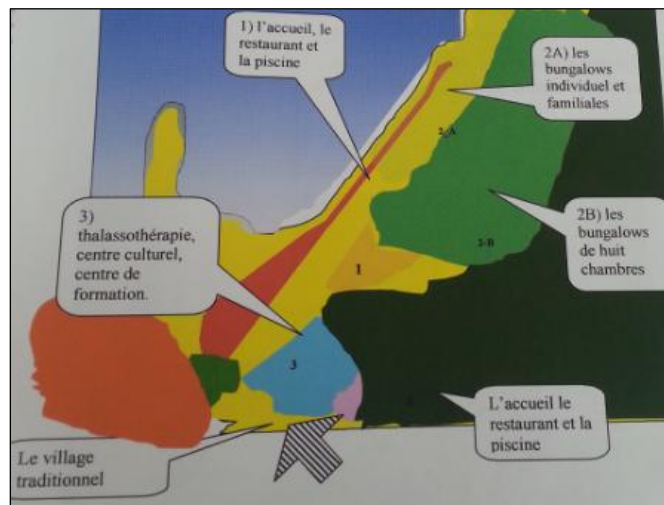 1) l'accueil, le
restaurant et
la piscine
2A) les
bungalows
individuel et
familiales
2-A
3)
thalassothérapie,
centre culturel,
centre de
formation.
2B) les
bungalows
de huit
chambres
2-B
1
3
L'accueil le
restaurant et la
piscine
Le village
traditionnel